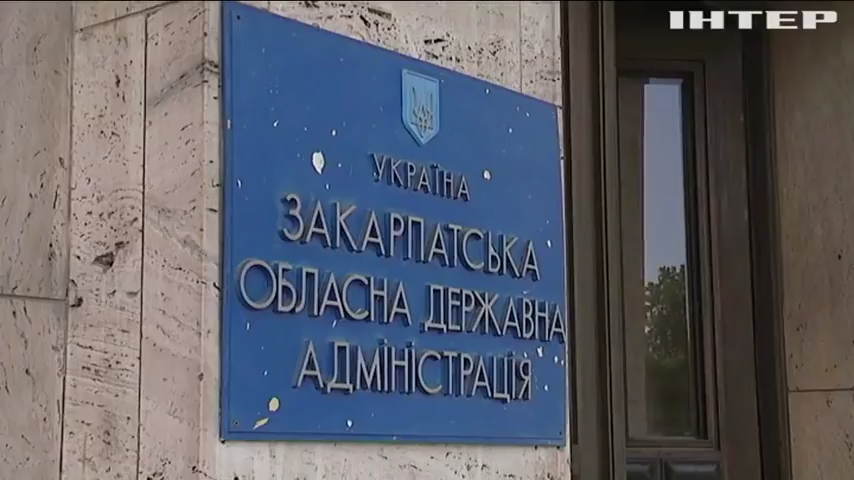 ІНТЕР
УКРАЇНА
ЗАКАРПАТСЬКА
ОБЛАСНА ДЕРЖАВНА
АДМІНІСТРАЦІЯ